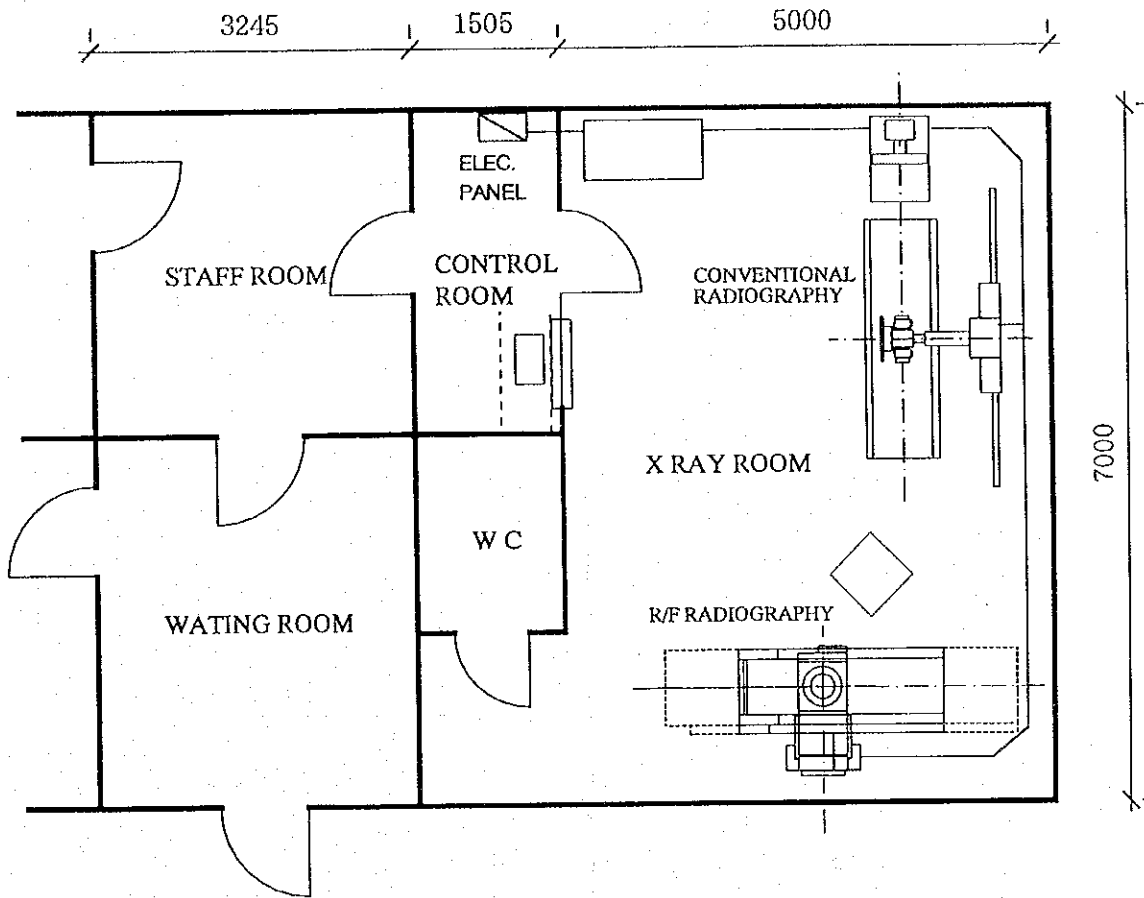 3245
1505
5000
ELEC.
PANEL
STAFF ROOM
CONTROL
ROOM
CONVENTIONAL
RADIOGRAPHY
7000
X RAY ROOM
W C
WATING ROOM
R/F RADIOGRAPHY